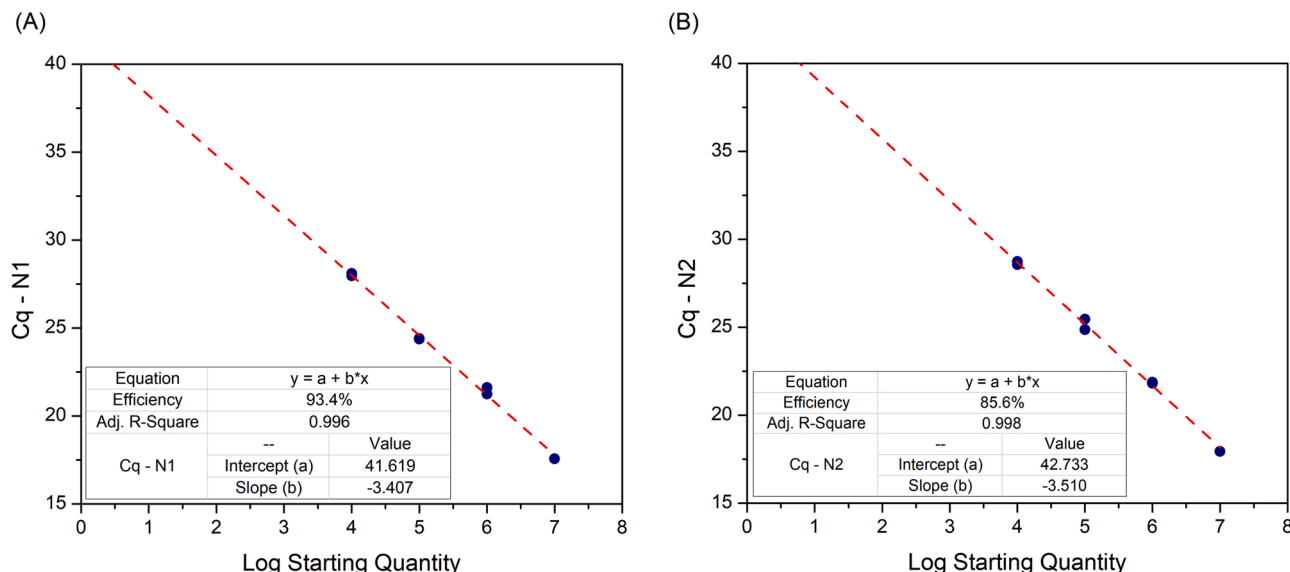 (A)
40
35
30
25
20
15
Cq - N1
Equation y = a + b*x
Efficiency 93.4%
Adj. R-Square 0.996
-- Value
Cq - N1 Intercept (a) 41.619
Slope (b) -3.407
0 1 2 3 4 5 6 7 8
Log Starting Quantity
(B)
40
35
30
25
20
15
Cq - N2
Equation y = a + b*x
Efficiency 85.6%
Adj. R-Square 0.998
-- Value
Cq - N2 Intercept (a) 42.733
Slope (b) -3.510
0 1 2 3 4 5 6 7 8
Log Starting Quantity